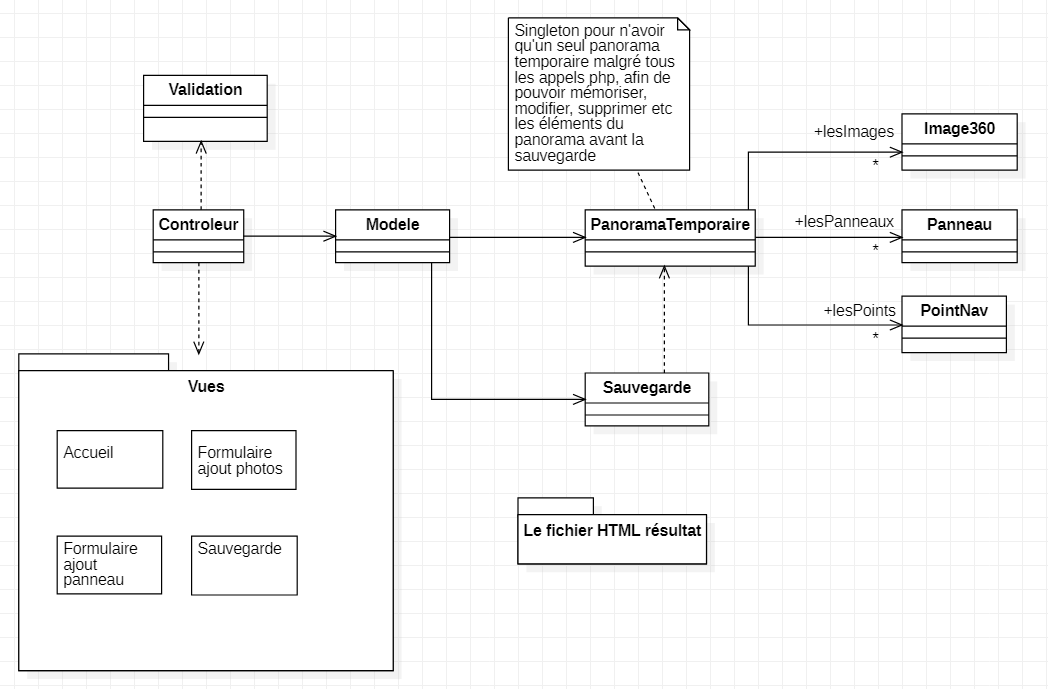 Singleton pour n'avoir
qu'un seul panorama
temporaire malgré tous
les appels php, afin de
pouvoir mémoriser,
modifier, supprimer etc
les éléments du
panorama avant la
sauvegarde
Validation
+lesImages
*
Image360
Controleur
Modele
PanoramaTemporaire
+lesPanneaux
*
Panneau
+lesPoints
*
PointNav
Sauvegarde
Vues
Accueil
Formulaire
ajout photos
Formulaire
ajout
panneau
Sauvegarde
Le fichier HTML résultat